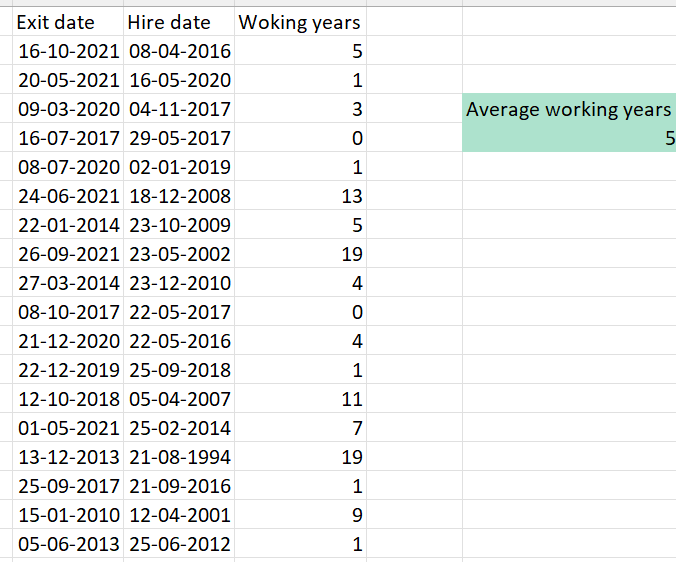 Exit date Hire date Woking years
16-10-2021 08-04-2016 5
20-05-2021 16-05-2020 1
09-03-2020 04-11-2017 3 Average working years
16-07-2017 29-05-2017 0 5
08-07-2020 02-01-2019 1
24-06-2021 18-12-2008 13
22-01-2014 23-10-2009 5
26-09-2021 23-05-2002 19
27-03-2014 23-12-2010 4
08-10-2017 22-05-2017 0
21-12-2020 22-05-2016 4
22-12-2019 25-09-2018 1
12-10-2018 05-04-2007 11
01-05-2021 25-02-2014 7
13-12-2013 21-08-1994 19
25-09-2017 21-09-2016 1
15-01-2010 12-04-2001 9
05-06-2013 25-06-2012 1